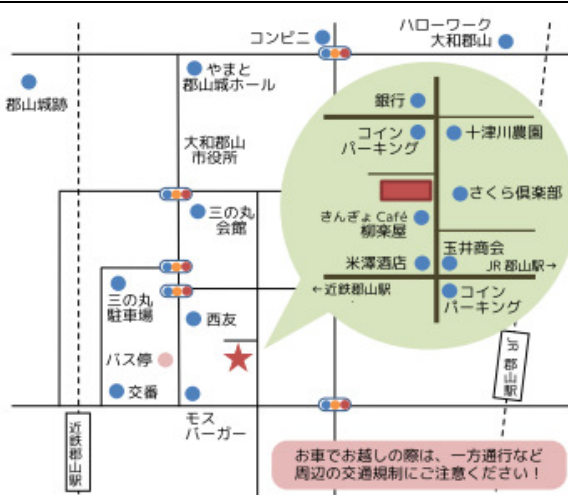 コンビニ
ハローワーク
大和郡山
郡山城跡
やまと
郡山城ホール
大和郡山
市役所
三の丸
会館
三の丸
駐車場
西友
バス停
交番
モス
バーガー
近鉄郡山駅
銀行
コイン
パーキング
十津川農園
さくら倶楽部
きんぎょCafé
柳楽屋
玉井商会
米澤酒店
JR郡山駅→
←近鉄郡山駅
コイン
パーキング
JR郡山駅
お車でお越しの際は、一方通行など
周辺の交通規制にご注意ください！